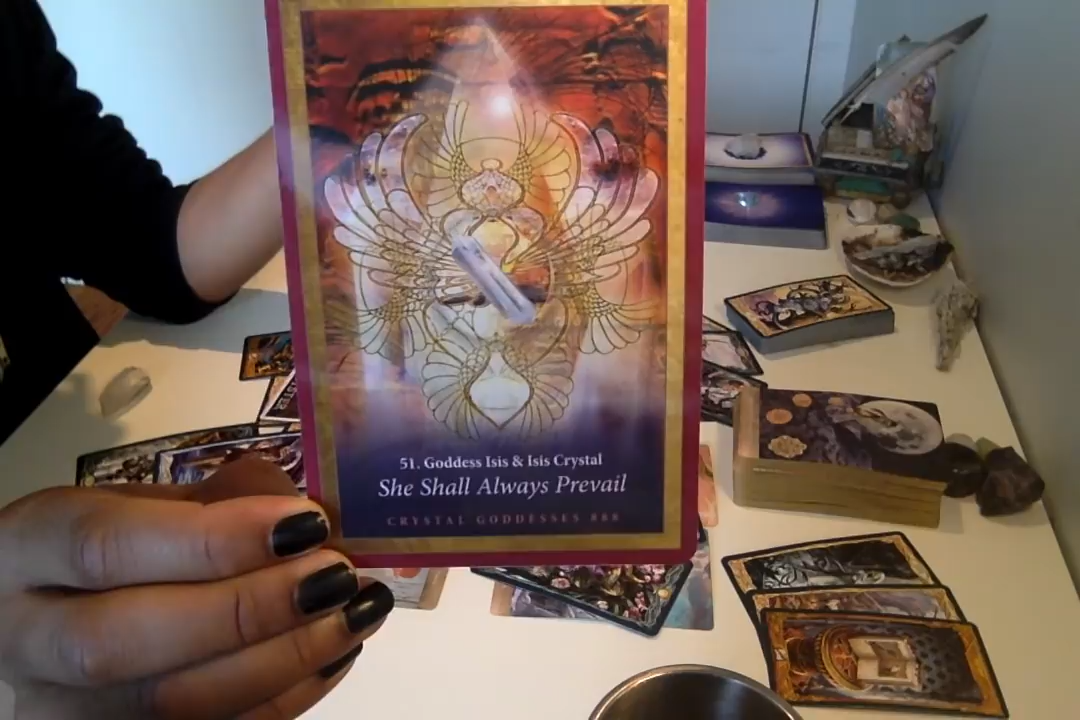 51. Goddess Isis & Isis Crystal
She Shall Always Prevail
CRYSTAL GODDESSES 888